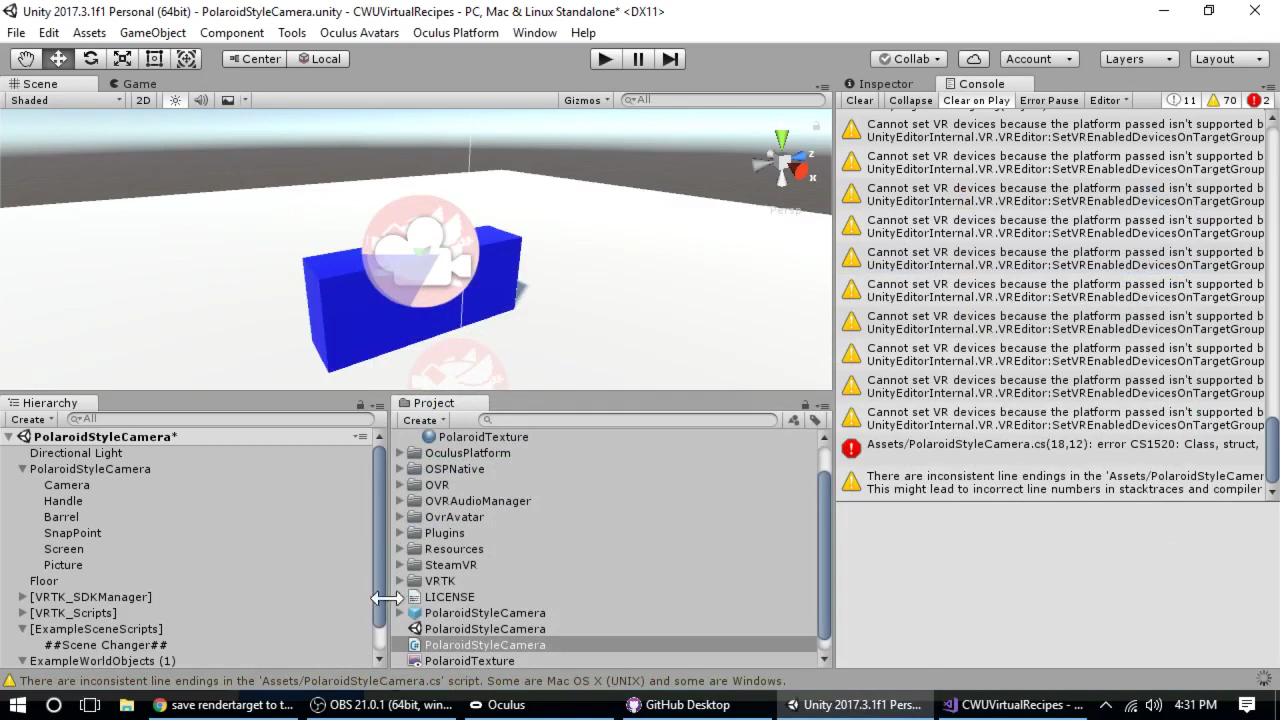 Unity 2017.3.1f1 Personal (64bit) - PolaroidStyleCamera.unity - CWUVirtualRecipes - PC, Mac & Linux Standalone* <DX11>
File Edit Assets GameObject Component Tools Oculus Avatars Oculus Platform Window Help
Center Local Collab Account Layers Layout
Scene Game Inspector Console
Shaded 2D Gizmos All Clear Collapse Clear on Play Error Pause Editor 11 70 2
Cannot set VR devices because the platform passed isn't supported b
UnityEditorInternal.VR.VREditor:SetVREnabledDevicesOnTargetGroup
Cannot set VR devices because the platform passed isn't supported b
UnityEditorInternal.VR.VREditor:SetVREnabledDevicesOnTargetGroup
Cannot set VR devices because the platform passed isn't supported b
UnityEditorInternal.VR.VREditor:SetVREnabledDevicesOnTargetGroup
Cannot set VR devices because the platform passed isn't supported b
UnityEditorInternal.VR.VREditor:SetVREnabledDevicesOnTargetGroup
Cannot set VR devices because the platform passed isn't supported b
UnityEditorInternal.VR.VREditor:SetVREnabledDevicesOnTargetGroup
Cannot set VR devices because the platform passed isn't supported b
UnityEditorInternal.VR.VREditor:SetVREnabledDevicesOnTargetGroup
Cannot set VR devices because the platform passed isn't supported b
UnityEditorInternal.VR.VREditor:SetVREnabledDevicesOnTargetGroup
Cannot set VR devices because the platform passed isn't supported b
UnityEditorInternal.VR.VREditor:SetVREnabledDevicesOnTargetGroup
Cannot set VR devices because the platform passed isn't supported b
UnityEditorInternal.VR.VREditor:SetVREnabledDevicesOnTargetGroup
Cannot set VR devices because the platform passed isn't supported b
UnityEditorInternal.VR.VREditor:SetVREnabledDevicesOnTargetGroup
Assets/PolaroidStyleCamera.cs(18,12): error CS1520: Class, struct,
There are inconsistent line endings in the 'Assets/PolaroidStyleCamer
This might lead to incorrect line numbers in stacktraces and compiler
z
x
Persp
Hierarchy
Create All
PolaroidStyleCamera*
Directional Light
PolaroidStyleCamera
Camera
Handle
Barrel
SnapPoint
Screen
Picture
Floor
[VRTK_SDKManager]
[VRTK_Scripts]
[ExampleSceneScripts]
##Scene Changer##
ExampleWorldObjects (1)
Project
Create
PolaroidTexture
OculusPlatform
OSPNative
OVR
OVRAudioManager
OvrAvatar
Plugins
Resources
SteamVR
VRTK
LICENSE
PolaroidStyleCamera
PolaroidStyleCamera
PolaroidStyleCamera
PolaroidTexture
There are inconsistent line endings in the 'Assets/PolaroidStyleCamera.cs' script. Some are Mac OS X (UNIX) and some are Windows.
save rendertarget to t... OBS 21.0.1 (64bit, win... Oculus GitHub Desktop Unity 2017.3.1f1 Pers... CWUVirtualRecipes - ... 4:31 PM